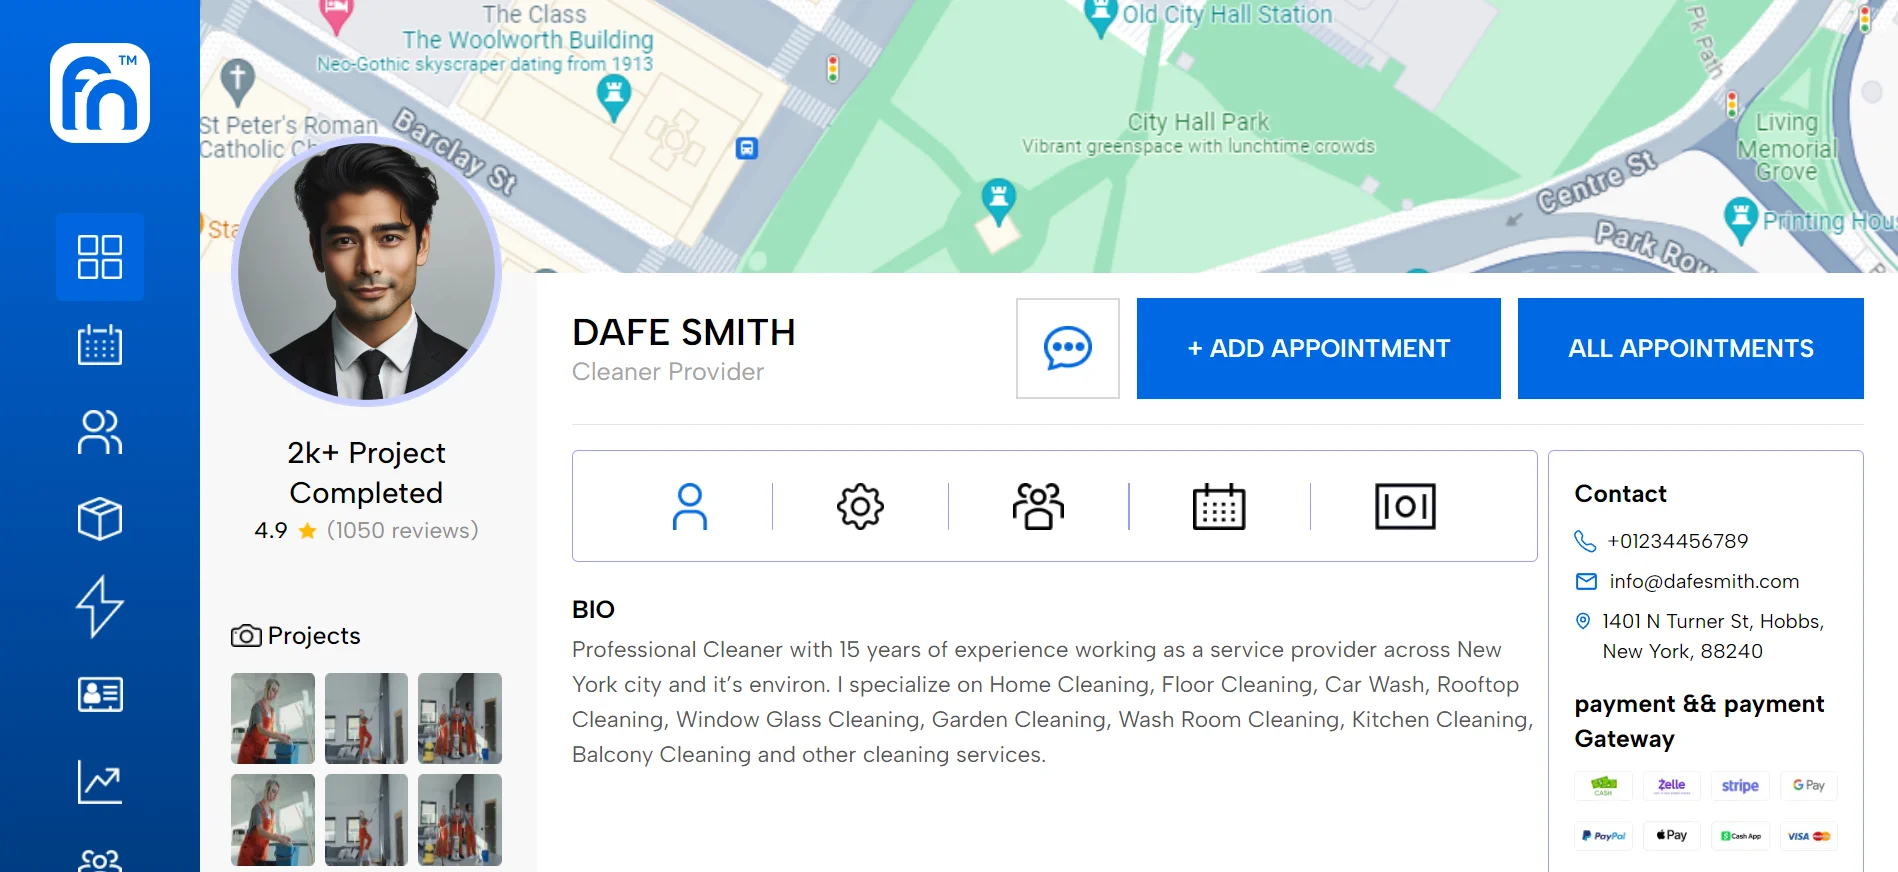 fn™
The Class
The Woolworth Building
Neo-Gothic skyscraper dating from 1913
St Peter's Roman
Catholic
Barclay St
Old City Hall Station
City Hall Park
Vibrant greenspace with lunchtime crowds
Pk Path
Living
Memorial
Grove
Centre St
Printing Hous
Park Row
DAFE SMITH
Cleaner Provider
+ ADD APPOINTMENT
ALL APPOINTMENTS
2k+ Project
Completed
4.9 (1050 reviews)
Projects
BIO
Professional Cleaner with 15 years of experience working as a service provider across New
York city and it's environ. I specialize on Home Cleaning, Floor Cleaning, Car Wash, Rooftop
Cleaning, Window Glass Cleaning, Garden Cleaning, Wash Room Cleaning, Kitchen Cleaning,
Balcony Cleaning and other cleaning services.
Contact
+01234456789
info@dafesmith.com
1401 N Turner St, Hobbs,
New York, 88240
payment && payment
Gateway
CASH
Zelle
stripe
G Pay
PayPal
Pay
Cash App
VISA